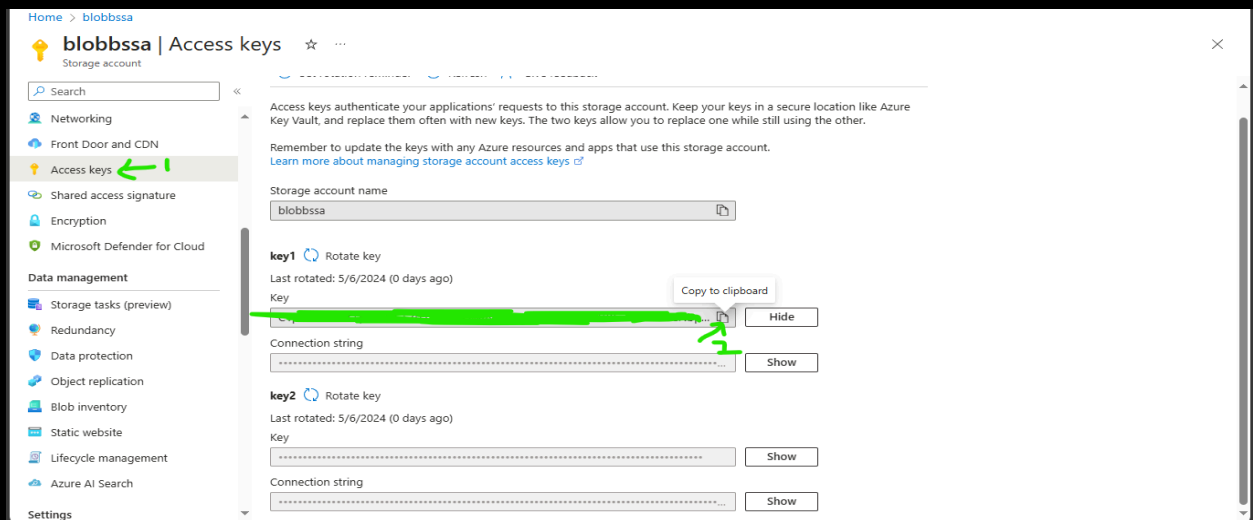 Home > blobbssa
blobbssa | Access keys
Storage account
Search
Networking
Front Door and CDN
Access keys
1
Shared access signature
Encryption
Microsoft Defender for Cloud
Data management
Storage tasks (preview)
Redundancy
Data protection
Object replication
Blob inventory
Static website
Lifecycle management
Azure AI Search
Settings
Access keys authenticate your applications' requests to this storage account. Keep your keys in a secure location like Azure
Key Vault, and replace them often with new keys. The two keys allow you to replace one while still using the other.
Remember to update the keys with any Azure resources and apps that use this storage account.
Learn more about managing storage account access keys
Storage account name
blobbssa
key1 Rotate key
Last rotated: 5/6/2024 (0 days ago)
Copy to clipboard
Key
Hide
2
Connection string
Show
key2 Rotate key
Last rotated: 5/6/2024 (0 days ago)
Key
Show
Connection string
Show